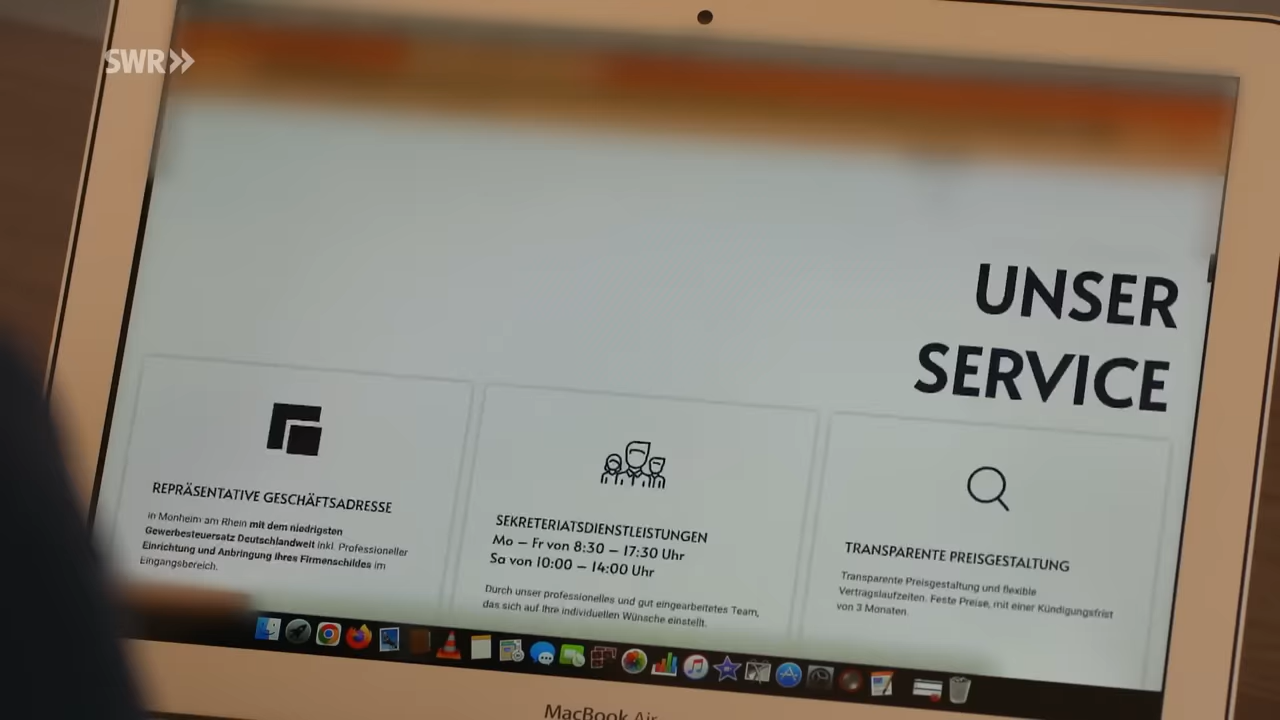 SWR»
UNSER
SERVICE
REPRÄSENTATIVE GESCHÄFTSADRESSE
in Monheim am Rhein mit dem niedrigsten
Gewerbesteuersatz Deutschlandweit inkl. Professioneller
Einrichtung und Anbringung Ihres Firmenschildes im
Eingangsbereich.
SEKRETERIATSDIENSTLEISTUNGEN
Mo – Fr von 8:30 – 17:30 Uhr
Sa von 10:00 – 14:00 Uhr
Durch unser professionelles und gut eingearbeitetes Team,
das sich auf Ihre individuellen Wünsche einstellt.
TRANSPARENTE PREISGESTALTUNG
Transparente Preisgestaltung und flexible
Vertragslaufzeiten. Feste Preise, mit einer Kündigungsfrist
von 3 Monaten.
MacBook Air